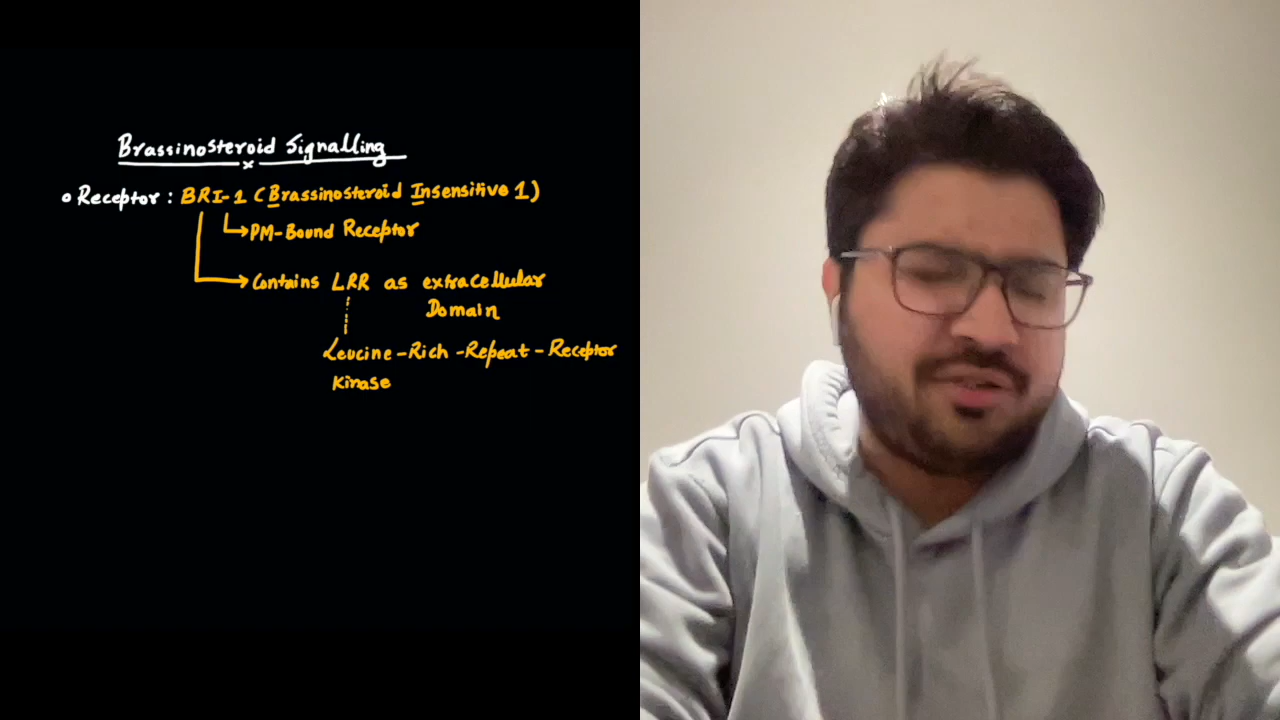 Brassinosteroid Signalling
Receptor : BRI-1 (Brassinosteroid Insensitive 1)
PM-Bound Receptor
Contains LRR as extracellular
Domain
Leucine-Rich-Repeat-Receptor
Kinase